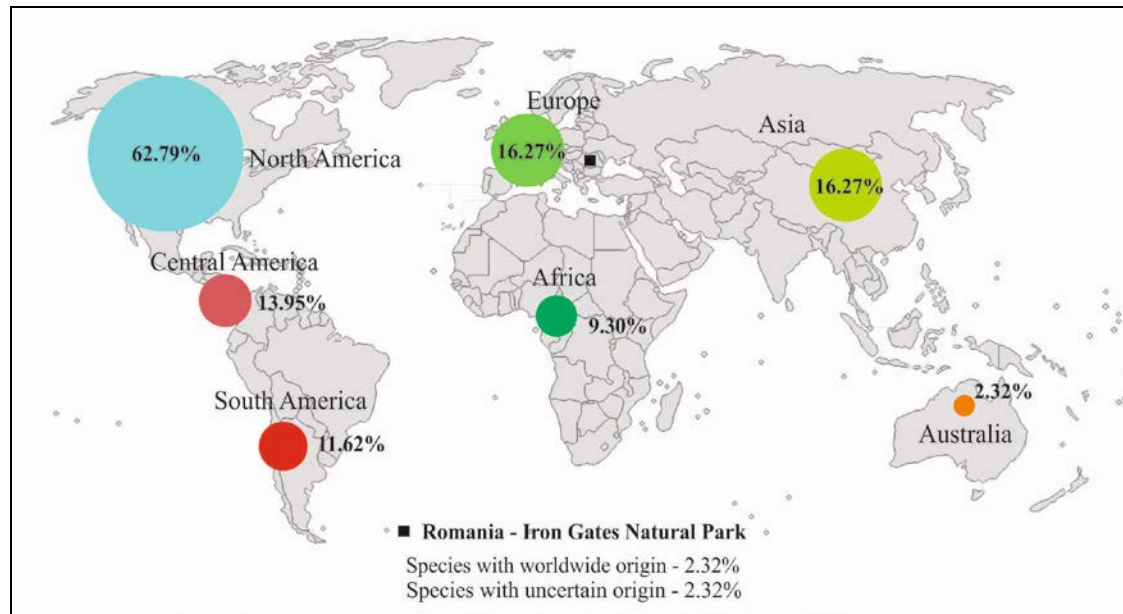 Europe
Asia
62.79%
North America
16.27%
16.27%
Central America
13.95%
Africa
9.30%
South America
11.62%
2.32%
Australia
Romania - Iron Gates Natural Park
Species with worldwide origin - 2.32%
Species with uncertain origin - 2.32%